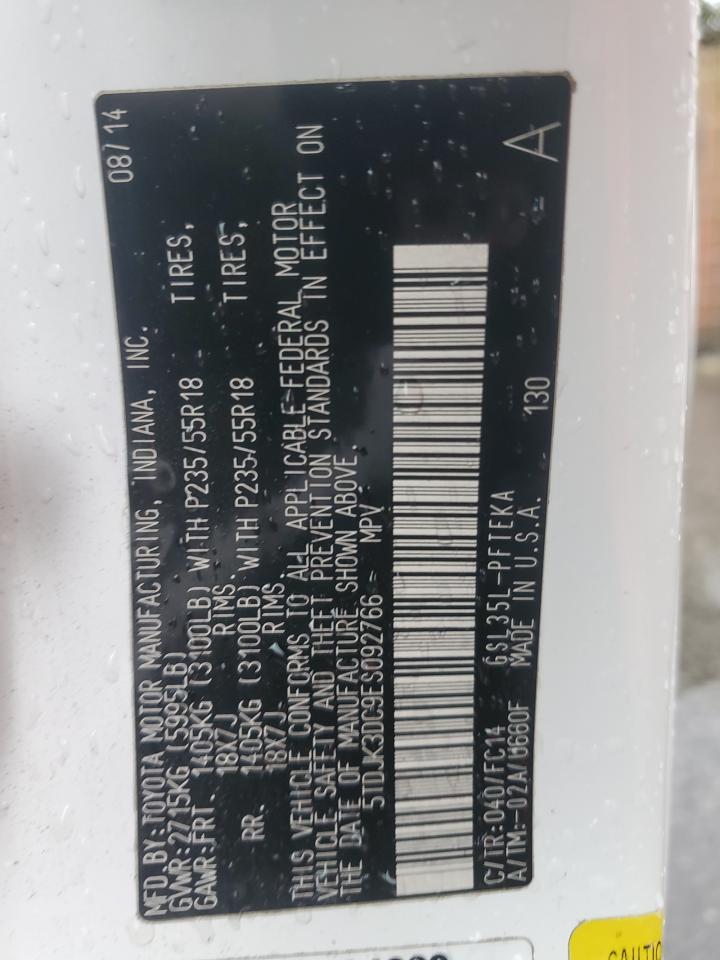 MFD BY:TOYOTA MOTOR MANUFACTURING, INDIANA, INC. 08/14
GVWR:2715KG (5995LB)
GAWR:FRT. 1405KG (3100LB) WITH P235/55R18 TIRES,
18X7J RIMS.
RR. 1405KG (3100LB) WITH P235/55R18 TIRES,
18X7J RIMS
THIS VEHICLE CONFORMS TO ALL APPLICABLE FEDERAL MOTOR
VEHICLE SAFETY AND THEFT PREVENTION STANDARDS IN EFFECT ON
THE DATE OF MANUFACTURE SHOWN ABOVE.
5TDJK3DC9ES092766 MPV
C/TR:040/FC14 GSL35L-PFTEKA
A/TM:-02A/U660F MADE IN U.S.A. 130 A